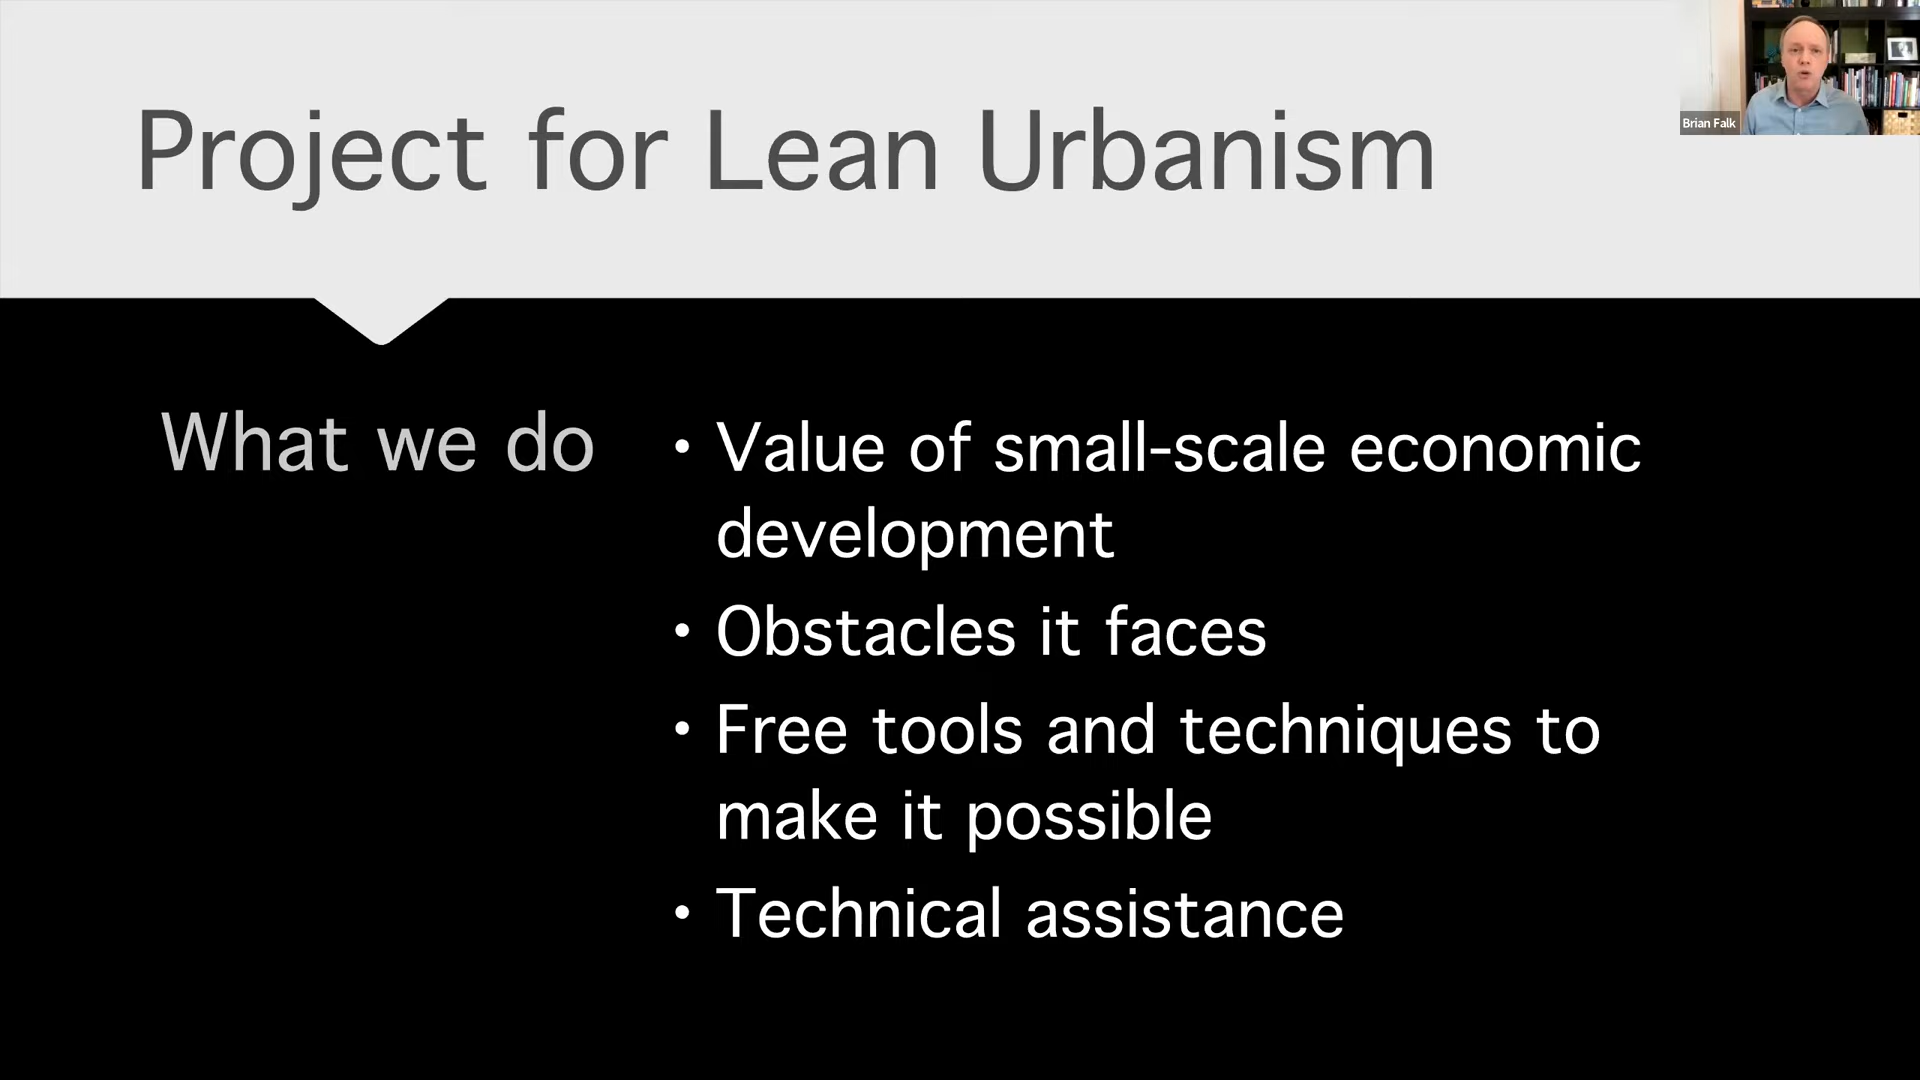 Project for Lean Urbanism
Brian Falk
What we do
• Value of small-scale economic
development
• Obstacles it faces
• Free tools and techniques to
make it possible
• Technical assistance